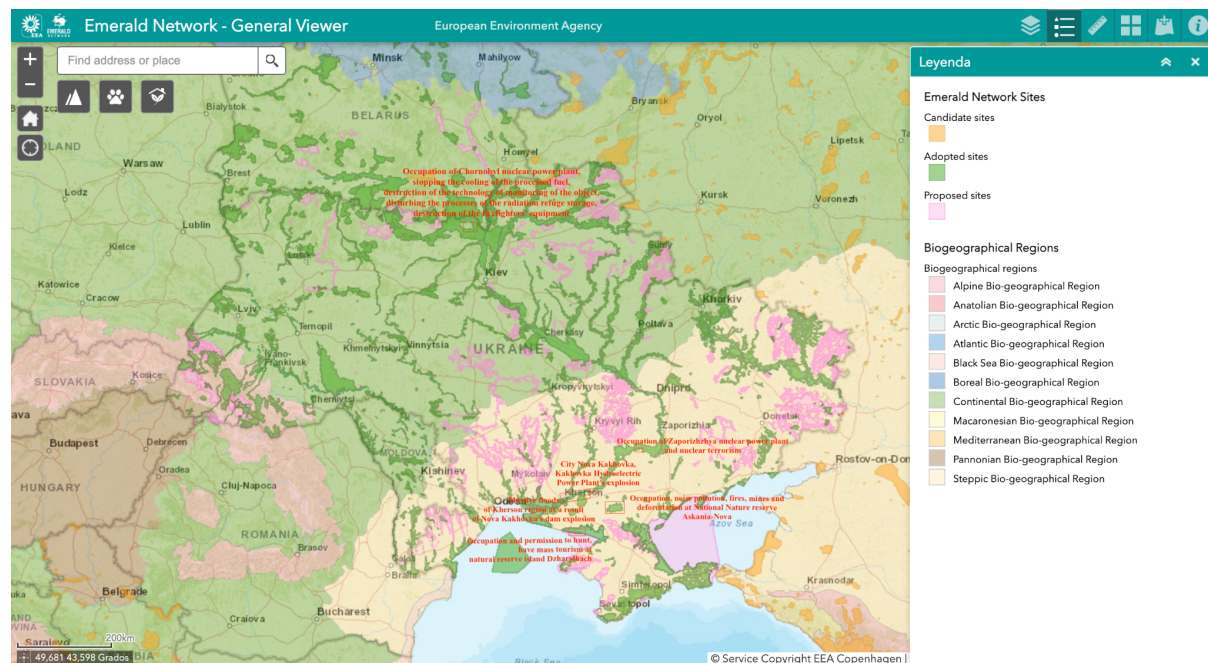 EEA
EMERALD
NETWORK
Emerald Network - General Viewer
European Environment Agency
+
Find address or place
−
Minsk
Mahilyow
Bryansk
Oryol
Lipetsk
Bialystok
BELARUS
Homyel
Warsaw
Brest
Lodz
Kursk
Voronezh
Occupation of Chornobyl nuclear power plant,
stopping the cooling of the processed fuel,
destruction of the technology of monitoring of the object,
disturbing the processes of the radiation refuge storage,
destruction of the firefighters' equipment.
Lublin
Kielce
Lutsk
Sumy
Kiev
Katowice
Cracow
Lviv
Kharkiv
Ternopil
Poltava
Cherkasy
Khmelnytskyi
Vinnytsia
UKRAINE
Ivano-
Frankivsk
SLOVAKIA
Kosice
Chernivtsi
Kropyvnytskyi
Dnipro
Kryvyi Rih
Donetsk
Zaporizhia
Budapest
Debrecen
MOLDOVA
Occupation of Zaporizhzhya nuclear power plant
and nuclear terrorism
Rostov-on-Don
Oradea
Kishinev
Mykolaiv
City Nova Kakhovka,
Kakhovka Hydroelectric
Power Plant's explosion
HUNGARY
Cluj-Napoca
Kherson
Odesa
of Kherson region as a result
of Nova Kakhovka's dam explosion
Occupation, noise pollution, fires, mines and
deforestation at National Nature reserve
Askania-Nova
Azov Sea
ROMANIA
Brasov
Occupation and permission to hunt,
have mass tourism at
natural reserve island Dzharylhach
Galati
Braila
Simferopol
Krasnodar
Belgrade
Sevastopol
Bucharest
Craiova
200km
Sarajevo
49,681 43,598 Grados
Black Sea
© Service Copyright EEA Copenhagen |
Leyenda
Emerald Network Sites
Candidate sites
Adopted sites
Proposed sites
Biogeographical Regions
Biogeographical regions
Alpine Bio-geographical Region
Anatolian Bio-geographical Region
Arctic Bio-geographical Region
Atlantic Bio-geographical Region
Black Sea Bio-geographical Region
Boreal Bio-geographical Region
Continental Bio-geographical Region
Macaronesian Bio-geographical Region
Mediterranean Bio-geographical Region
Pannonian Bio-geographical Region
Steppic Bio-geographical Region